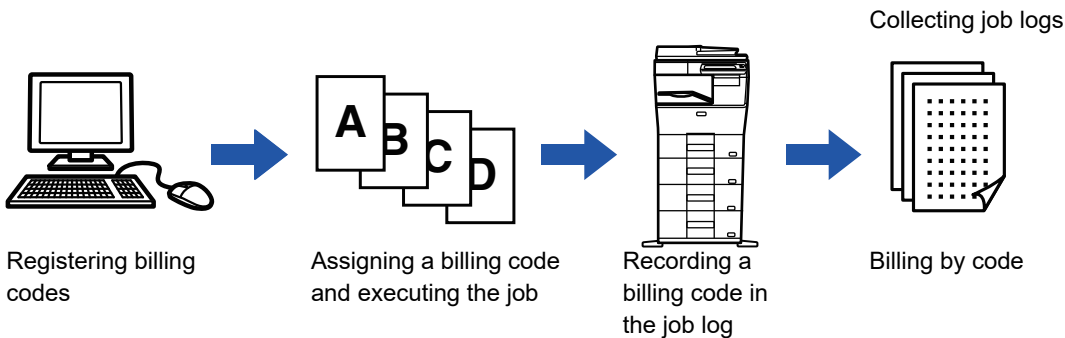 Collecting job logs
A
B
C
D
Registering billing
codes
Assigning a billing code
and executing the job
Recording a
billing code in
the job log
Billing by code